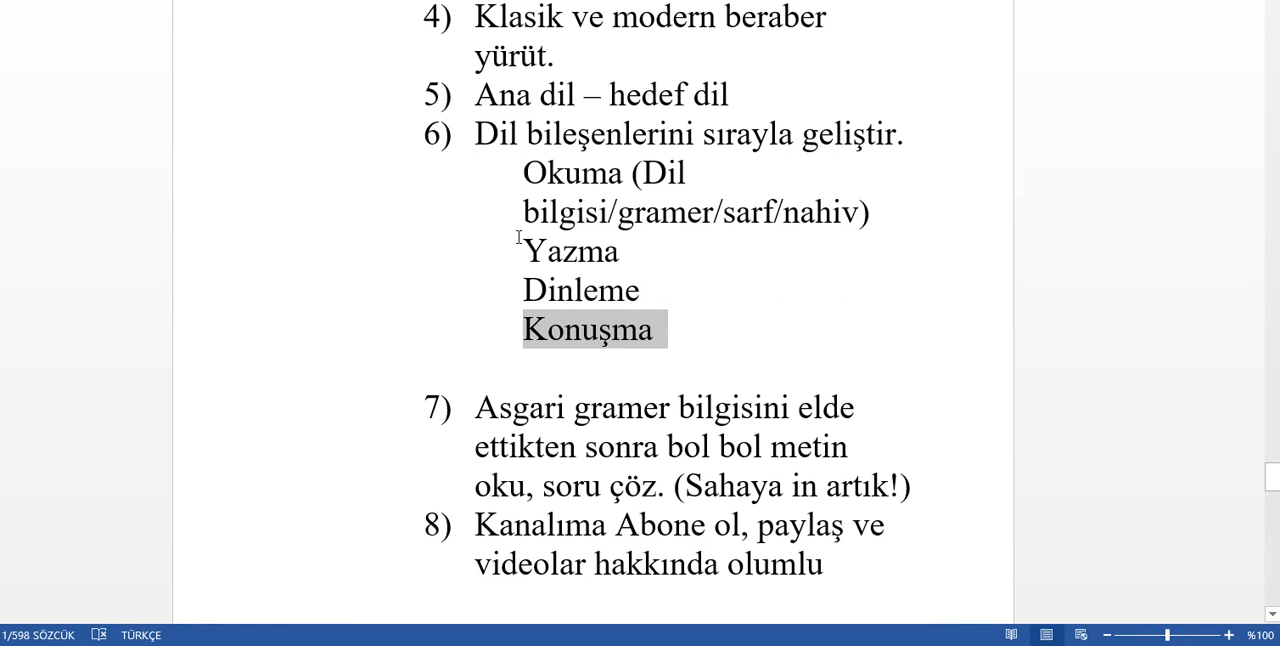 4) Klasik ve modern beraber
yürüt.
5) Ana dil – hedef dil
6) Dil bileşenlerini sırayla geliştir.
Okuma (Dil
bilgisi/gramer/sarf/nahiv)
Yazma
Dinleme
Konuşma
7) Asgari gramer bilgisini elde
ettikten sonra bol bol metin
oku, soru çöz. (Sahaya in artık!)
8) Kanalıma Abone ol, paylaş ve
videolar hakkında olumlu
1/598 SÖZCÜK TÜRKÇE %100